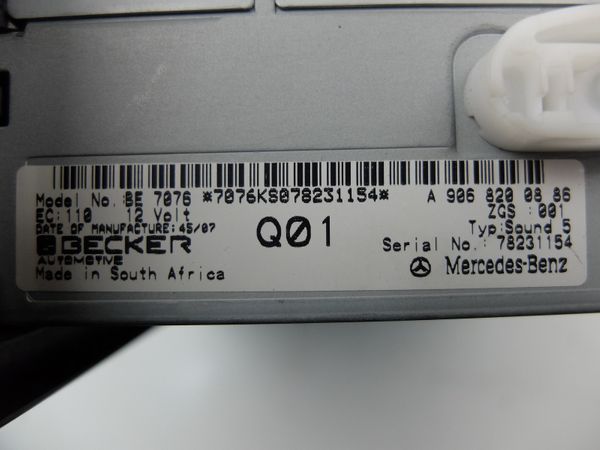 Model No.: BE 7076 *7076KS078231154* A 906 820 08 86
EC: 110 12 Volt ZGS : 001
DATE OF MANUFACTURE: 45/07 Typ: Sound 5
BECKER Q01 Serial No.: 78231154
AUTOMOTIVE
Made in South Africa Mercedes-Benz